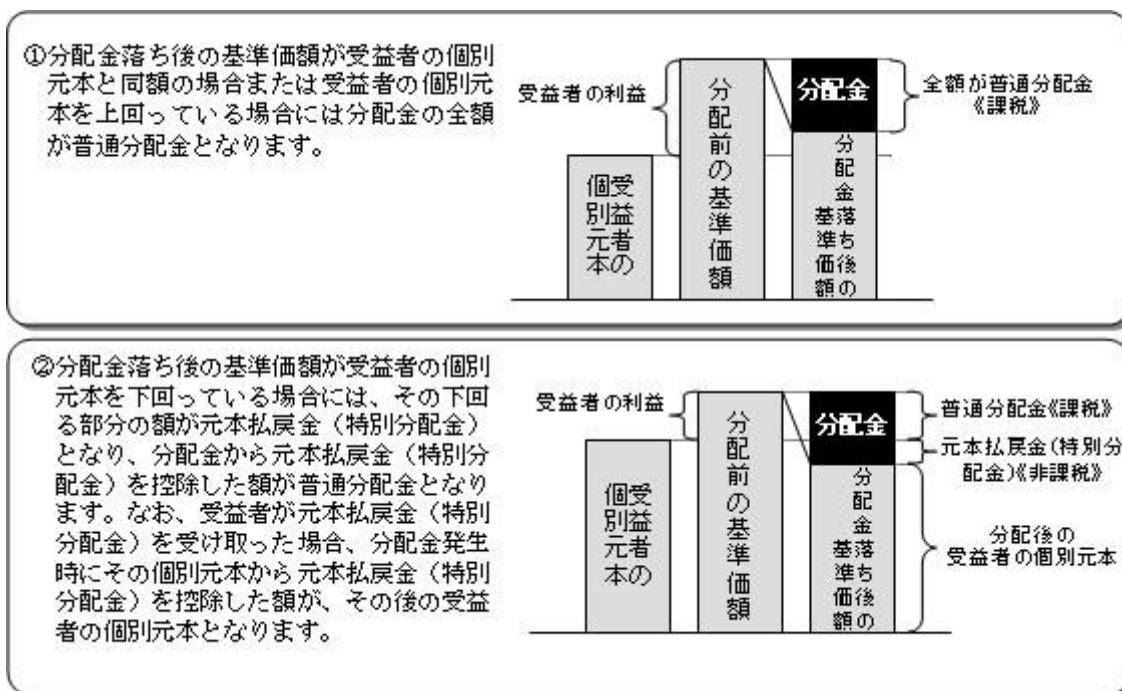 ①分配金落ち後の基準価額が受益者の個別
元本と同額の場合または受益者の個別元
本を上回っている場合には分配金の全額
が普通分配金となります。
受益者の利益
受益者の
個別元本
分配前の基準価額
分配金
分配金落ち後の
基準価額
全額が普通分配金
《課税》
②分配金落ち後の基準価額が受益者の個別
元本を下回っている場合には、その下回
る部分の額が元本払戻金（特別分配金）
となり、分配金から元本払戻金（特別分
配金）を控除した額が普通分配金となり
ます。なお、受益者が元本払戻金（特別
分配金）を受け取った場合、分配金発生
時にその個別元本から元本払戻金（特別
分配金）を控除した額が、その後の受益
者の個別元本となります。
受益者の利益
受益者の
個別元本
分配前の基準価額
分配金
分配金落ち後の
基準価額
普通分配金《課税》
元本払戻金(特別分
配金)《非課税》
分配後の
受益者の個別元本